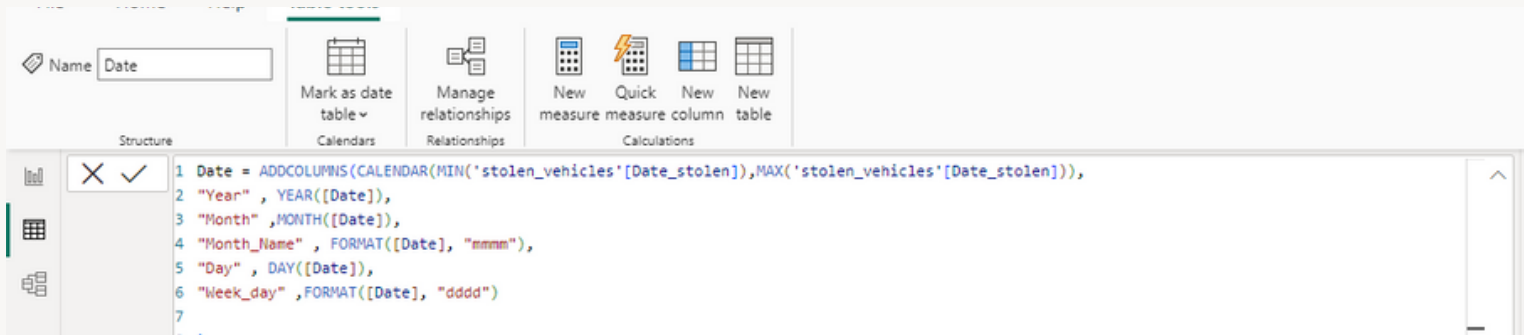 Name Date
Mark as date
table
Manage
relationships
New
measure
Quick
measure
New
column
New
table
Structure
Calendars
Relationships
Calculations
1 Date = ADDCOLUMNS(CALENDAR(MIN('stolen_vehicles'[Date_stolen]),MAX('stolen_vehicles'[Date_stolen])),
2 "Year" , YEAR([Date]),
3 "Month" ,MONTH([Date]),
4 "Month_Name" , FORMAT([Date], "mmmm"),
5 "Day" , DAY([Date]),
6 "Week_day" ,FORMAT([Date], "dddd")
7